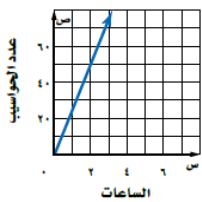 ص
عدد الحواسيب
٦٠
٤٠
٢٠
٠ ٢ ٤ ٦ س
الساعات